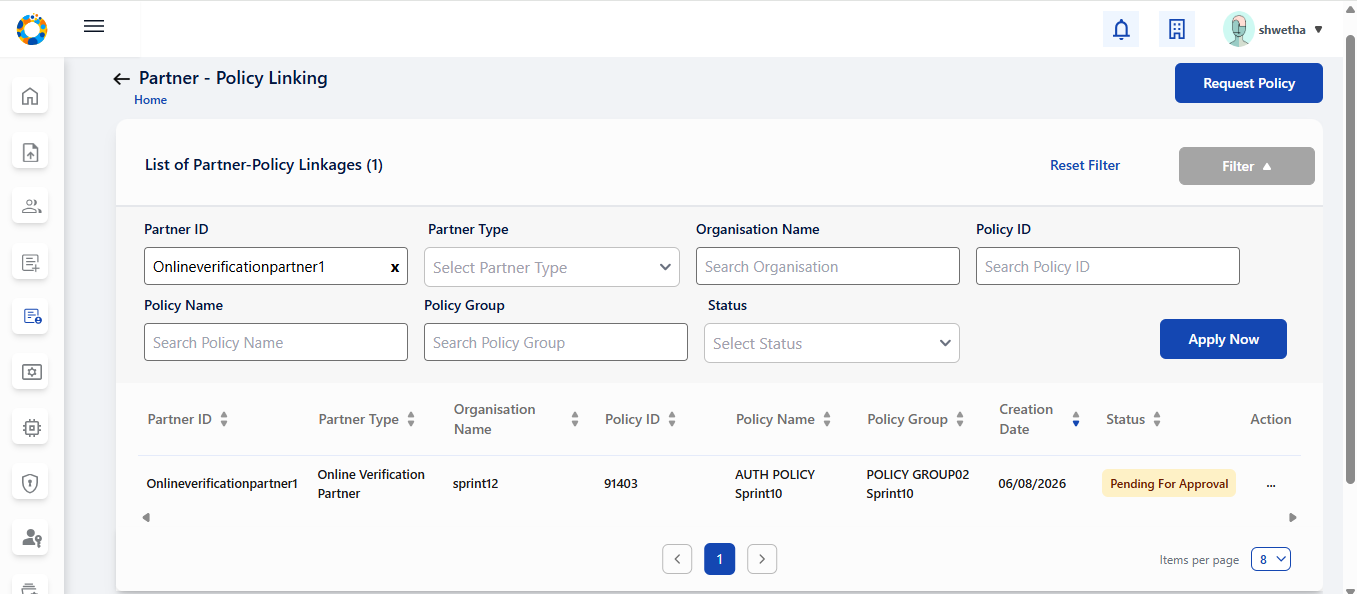 shwetha
Partner - Policy Linking
Home
Request Policy
List of Partner-Policy Linkages (1)
Reset Filter
Filter
Partner ID
Partner Type
Organisation Name
Policy ID
Onlineverificationpartner1
x
Select Partner Type
Search Organisation
Search Policy ID
Policy Name
Policy Group
Status
Search Policy Name
Search Policy Group
Select Status
Apply Now
Partner ID
Partner Type
Organisation
Name
Policy ID
Policy Name
Policy Group
Creation
Date
Status
Action
Onlineverificationpartner1
Online Verification
Partner
sprint12
91403
AUTH POLICY
Sprint10
POLICY GROUP02
Sprint10
06/08/2026
Pending For Approval
...
1
Items per page
8